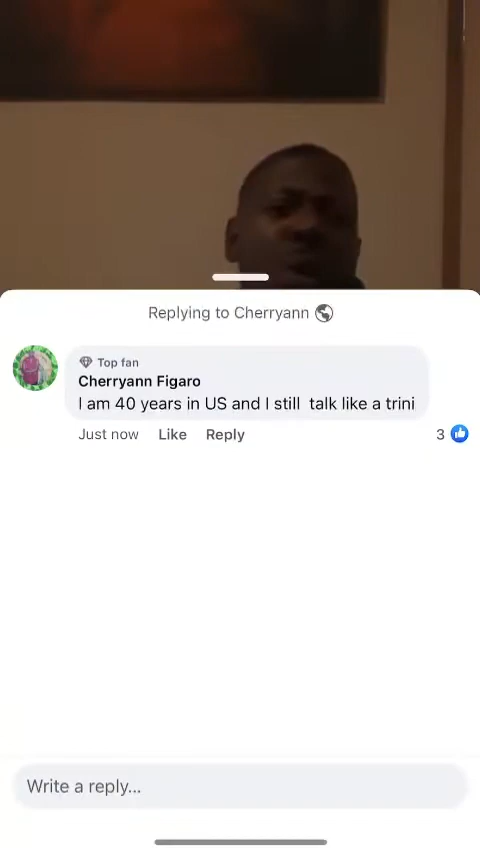 Replying to Cherryann
Top fan
Cherryann Figaro
I am 40 years in US and I still  talk like a trini
Just now Like Reply 3
Write a reply...